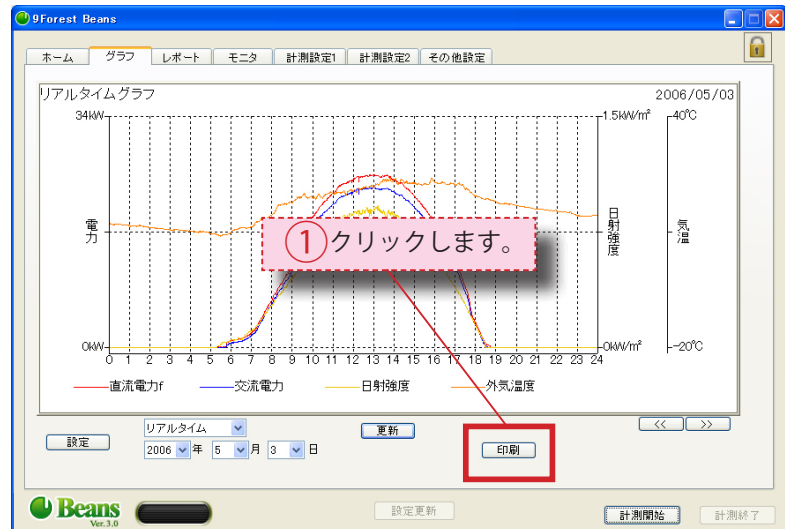 9Forest Beans
ホーム グラフ レポート モニタ 計測設定1 計測設定2 その他設定
リアルタイムグラフ 2006/05/03
34kW 1.5kW/m² 40℃
電力
日射強度
気温
① クリックします。
0kW 0kW/m² -20℃
0 1 2 3 4 5 6 7 8 9 10 11 12 13 14 15 16 17 18 19 20 21 22 23 24
直流電力f 交流電力 日射強度 外気温度
<< >>
リアルタイム 更新
設定 2006 年 5 月 3 日 印刷
Beans 設定更新 計測開始 計測終了
Ver. 3.0